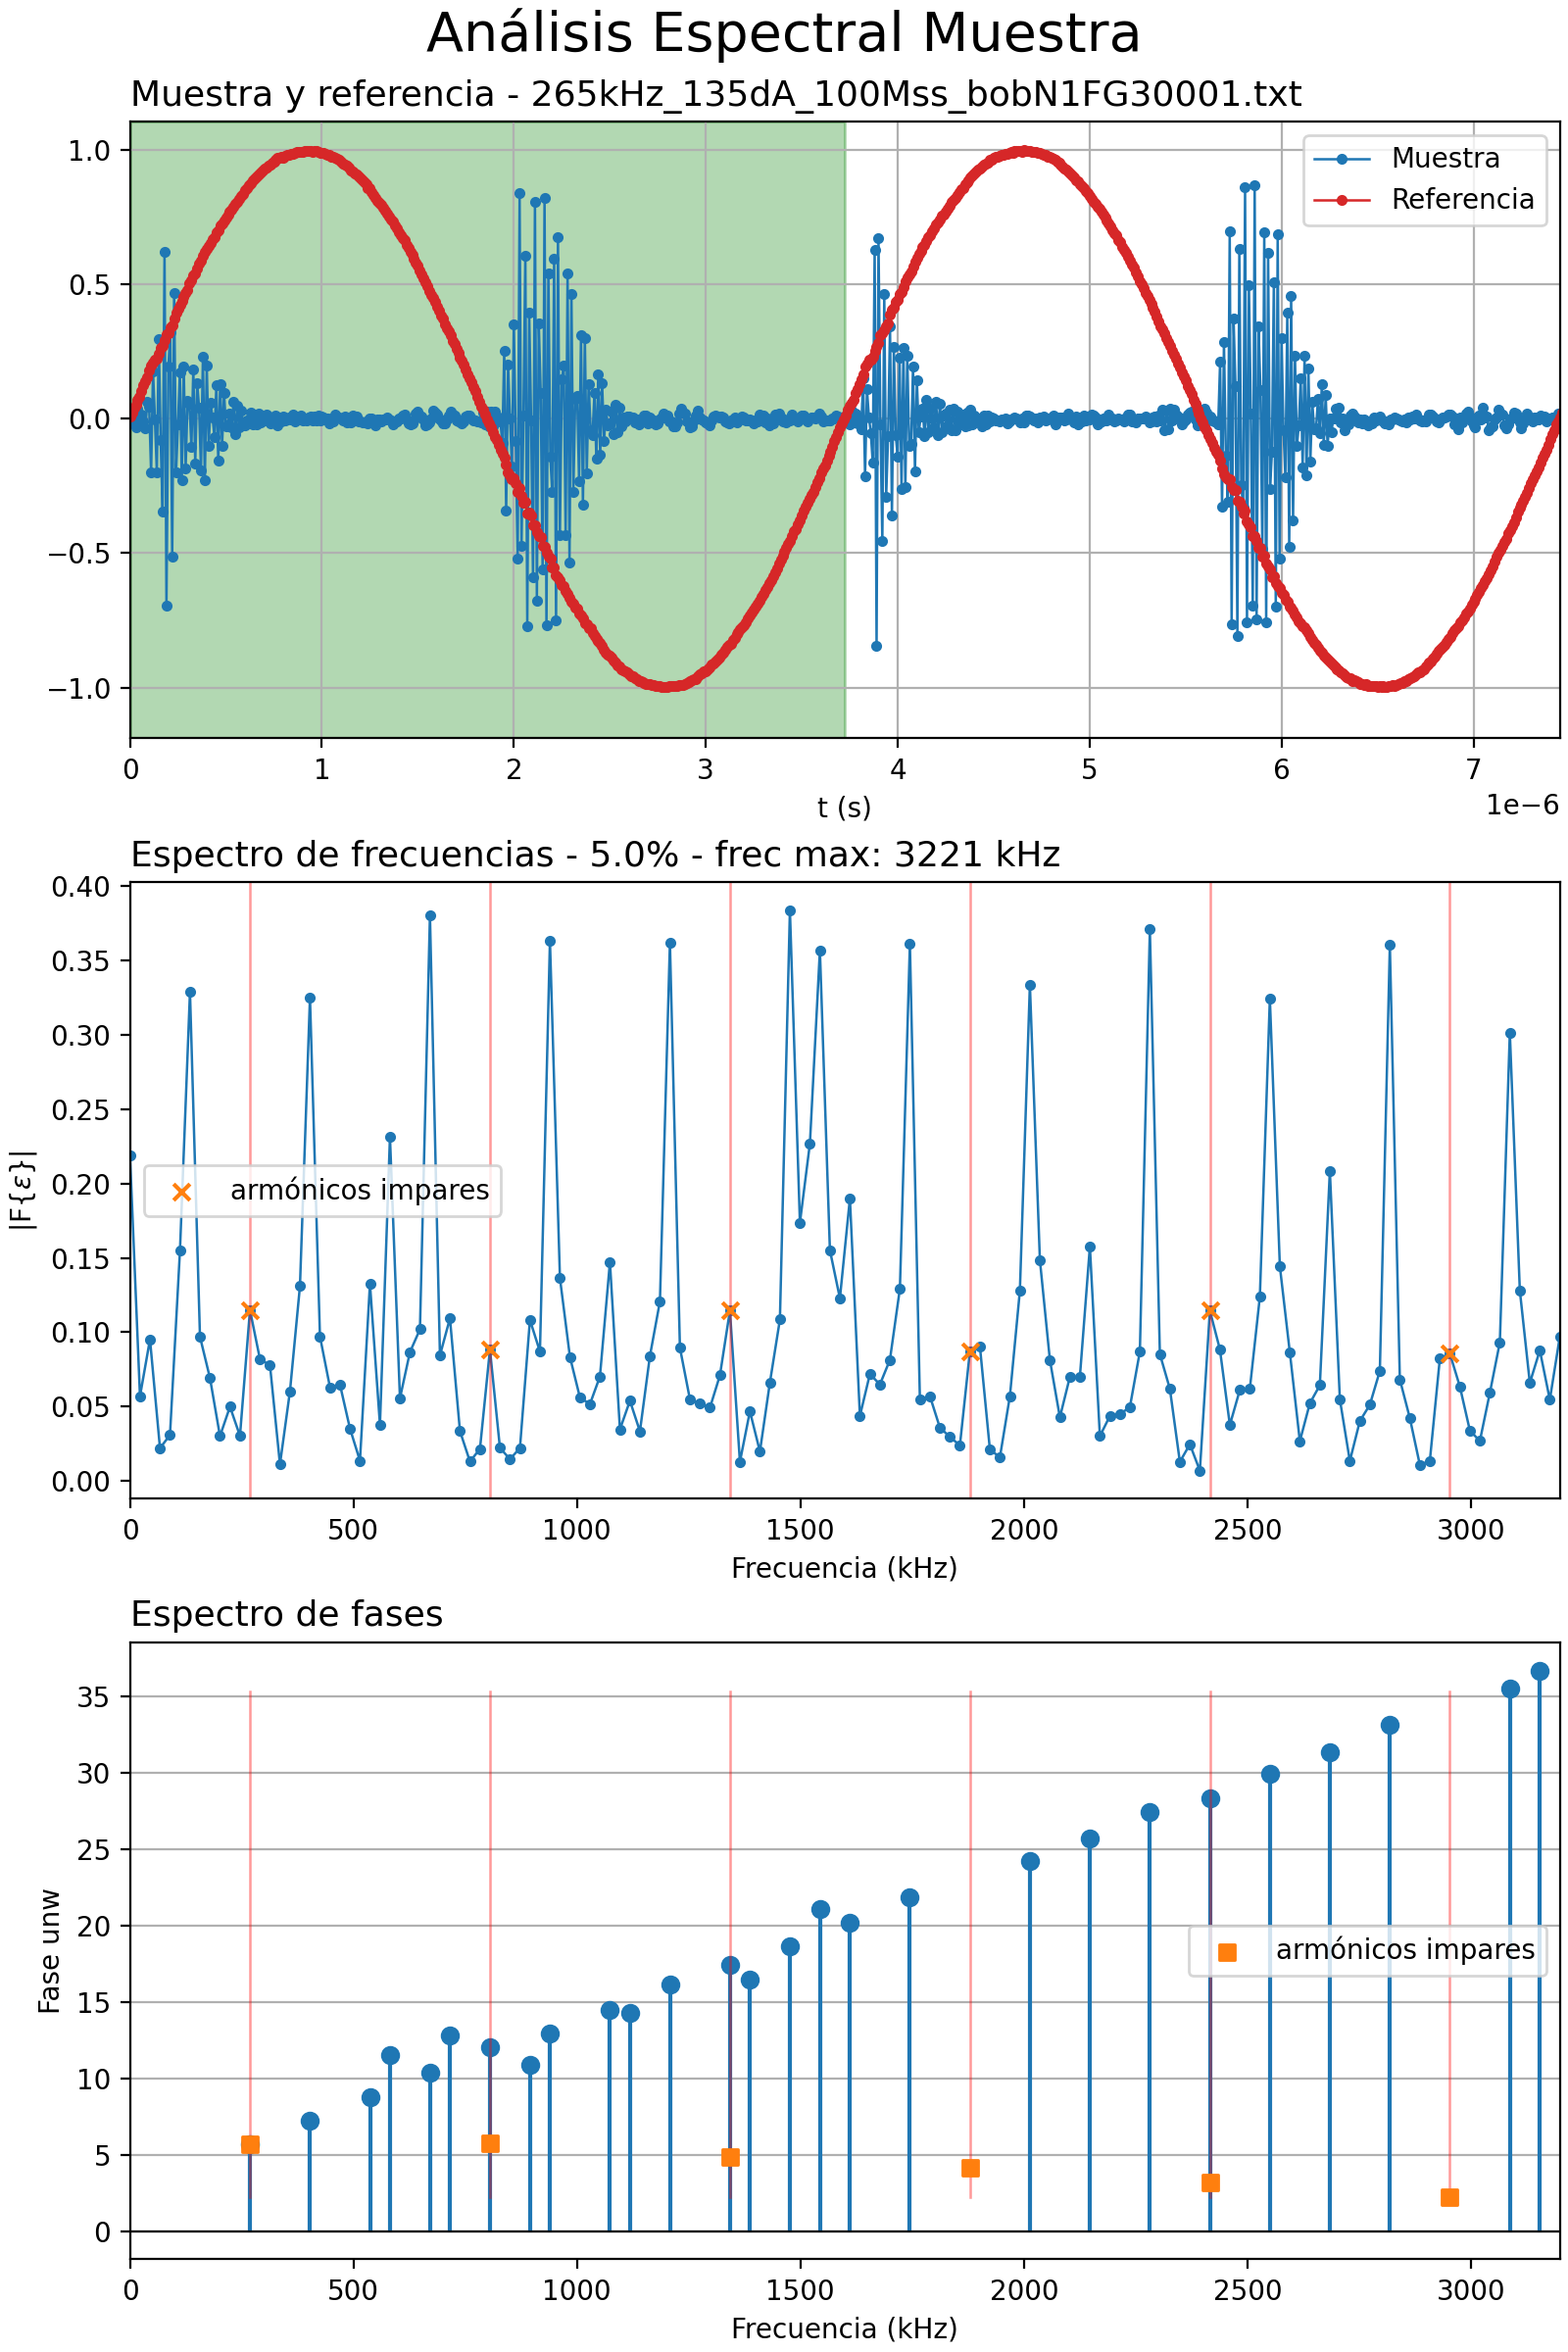 Análisis Espectral Muestra
Muestra y referencia - 265kHz_135dA_100Mss_bobN1FG30001.txt
Muestra
Referencia
1.0
0.5
0.0
−0.5
−1.0
0 1 2 3 4 5 6 7
1e−6
t (s)
Espectro de frecuencias - 5.0% - frec max: 3221 kHz
0.40
0.35
0.30
0.25
0.20
0.15
0.10
0.05
0.00
|F{ε}|
armónicos impares
0 500 1000 1500 2000 2500 3000
Frecuencia (kHz)
Espectro de fases
35
30
25
20
15
10
5
0
Fase unw
armónicos impares
0 500 1000 1500 2000 2500 3000
Frecuencia (kHz)